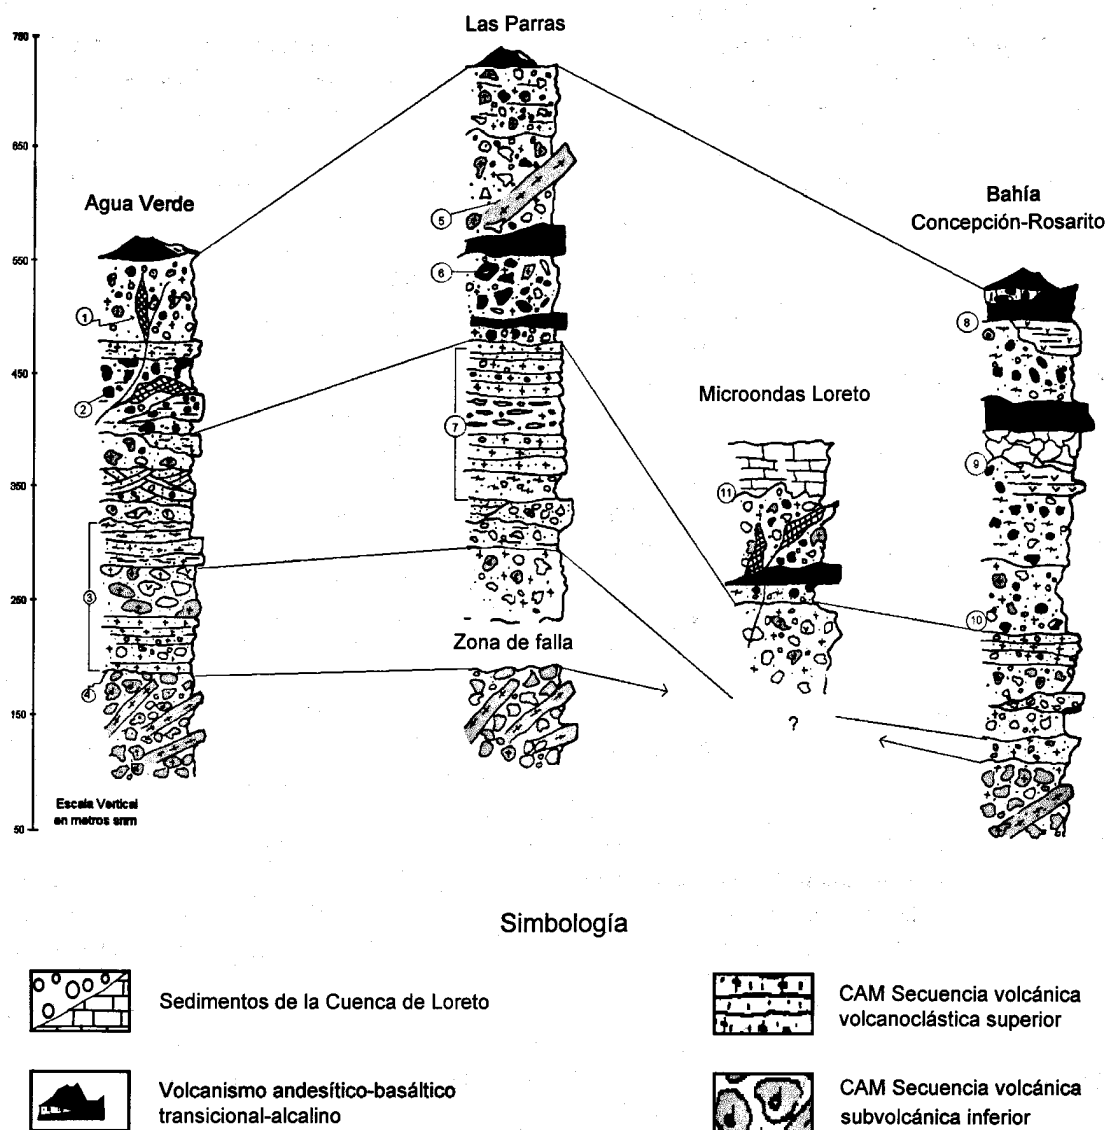 Las Parras
780
650
Agua Verde
Bahía
Concepción-Rosarito
5
550
6
1
8
450
Microondas Loreto
2
7
9
350
11
3
250
10
Zona de falla
4
150
?
Escala Vertical
en metros snm
50
Simbología
Sedimentos de la Cuenca de Loreto
CAM Secuencia volcánica
volcanoclástica superior
Volcanismo andesítico-basáltico
transicional-alcalino
CAM Secuencia volcánica
subvolcánica inferior